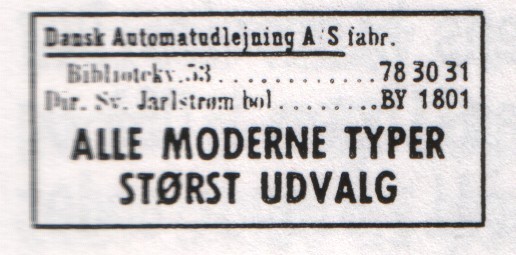 Dansk Automatudlejning A/S fabr.
Bibliotekv. 53 . . . . . . . . . . . . 78 30 31
Dir. Sv. Jarlstrøm bol . . . . . . . BY 1801
ALLE MODERNE TYPER
STØRST UDVALG